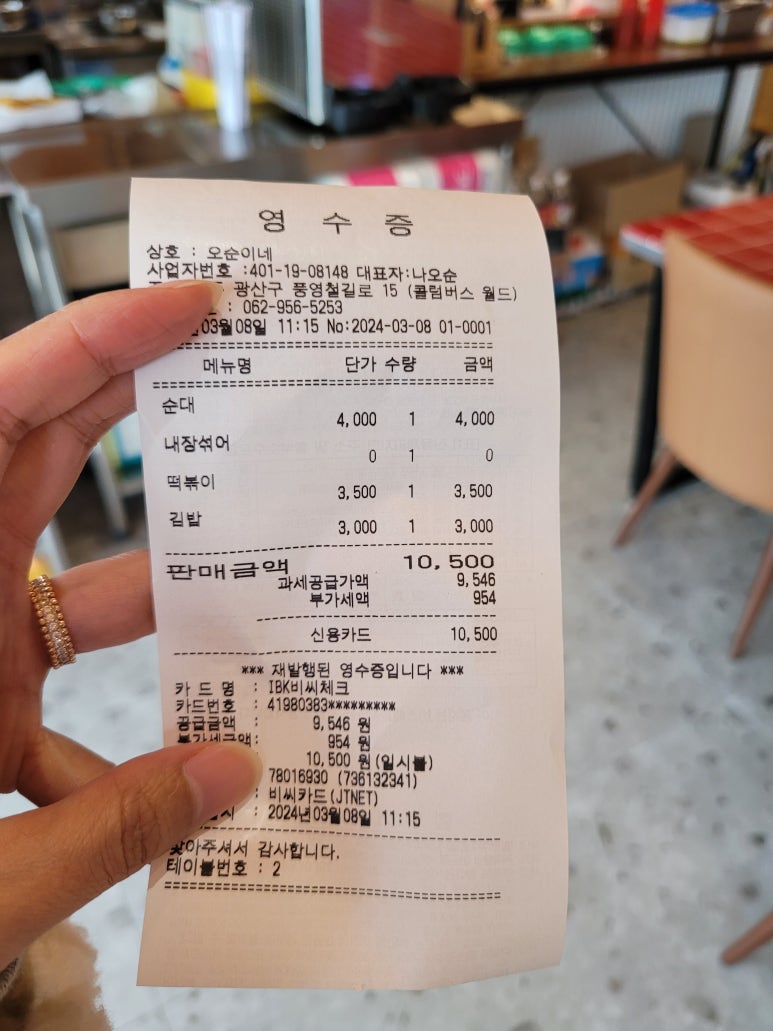 영 수 증
상호 : 오순이네
사업자번호 :401-19-08148 대표자:나오순
광산구 풍영철길로 15 (콜럼버스 월드)
: 062-956-5253
03월08일 11:15 No:2024-03-08 01-0001
메뉴명 단가 수량 금액
순대
4,000 1 4,000
내장섞어
0 1 0
떡볶이
3,500 1 3,500
김밥
3,000 1 3,000
판매금액 10,500
과세공급가액 9,546
부가세액 954
신용카드 10,500
*** 재발행된 영수증입니다 ***
카 드 명 : IBK비씨체크
카드번호 : 41980383*********
공급금액 : 9,546 원
부가세금액: 954 원
10,500 원(일시불)
78016930 (736132341)
: 비씨카드(JTNET)
: 2024년03월08일 11:15
찾아주셔서 감사합니다.
테이블번호 : 2